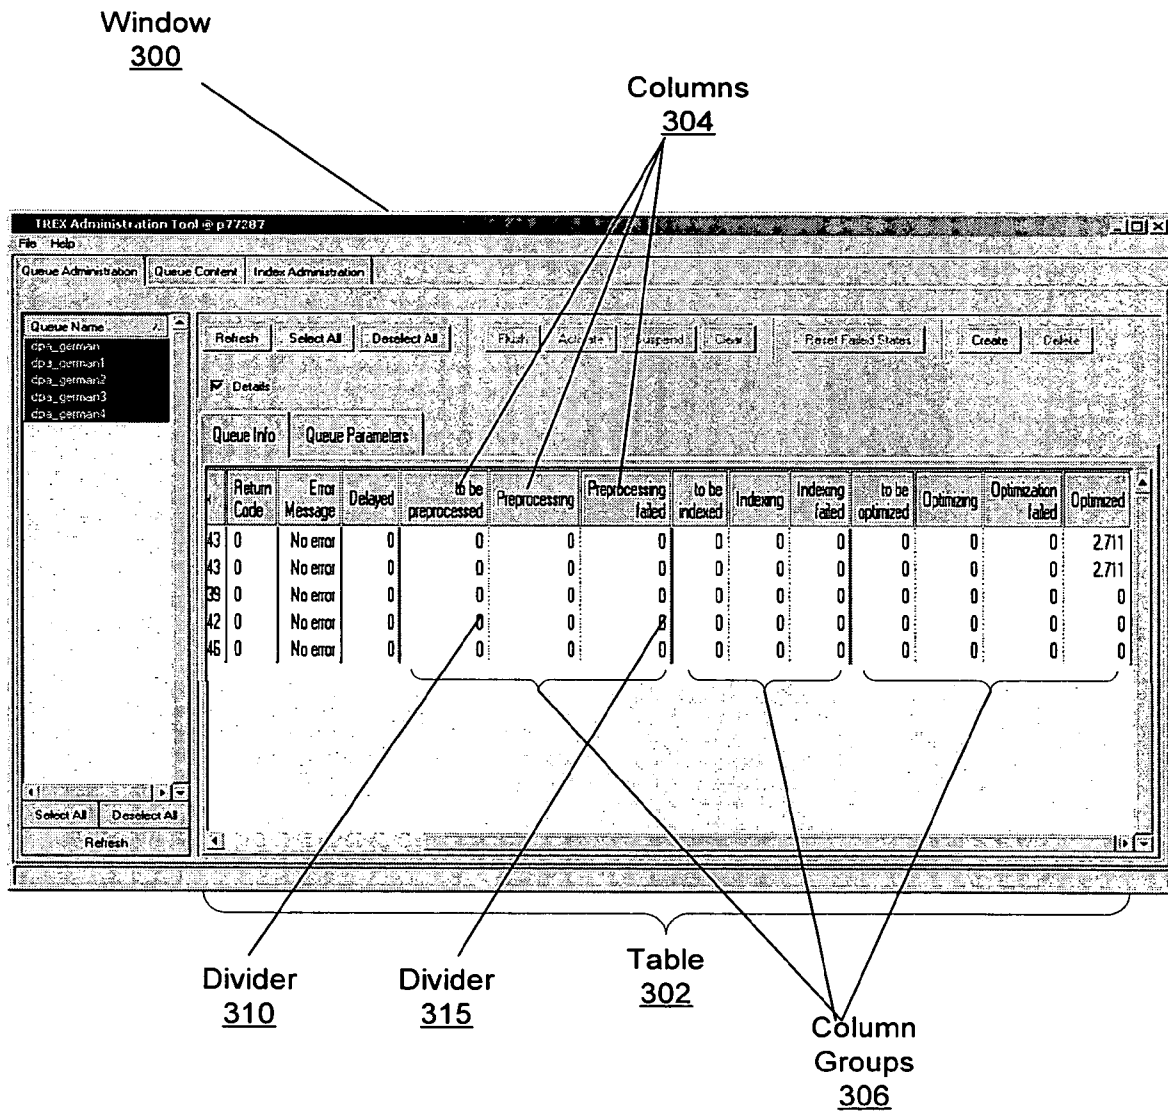 Window
300
Columns
304
TREX Administration Tool @ p77287
File Help
Queue Administration Queue Content Index Administration
Queue Name
dpa_german
dpa_german1
dpa_german2
dpa_german3
dpa_german4
Refresh Select All Deselect All Flush Activate Suspend Clear Reset Failed States Create Delete
Details
Queue Info Queue Parameters
Return Code Error Message Delayed to be preprocessed Preprocessing Preprocessing failed to be indexed Indexing Indexing failed to be optimized Optimizing Optimization failed Optimized
43 0 No error 0 0 0 0 0 0 0 0 0 0 2.711
43 0 No error 0 0 0 0 0 0 0 0 0 0 2.711
39 0 No error 0 0 0 0 0 0 0 0 0 0 0
42 0 No error 0 0 0 0 0 0 0 0 0 0
45 0 No error 0 0 0 0 0 0 0 0 0 0 0
Select All Deselect All
Refresh
Divider
310
Divider
315
Table
302
Column
Groups
306